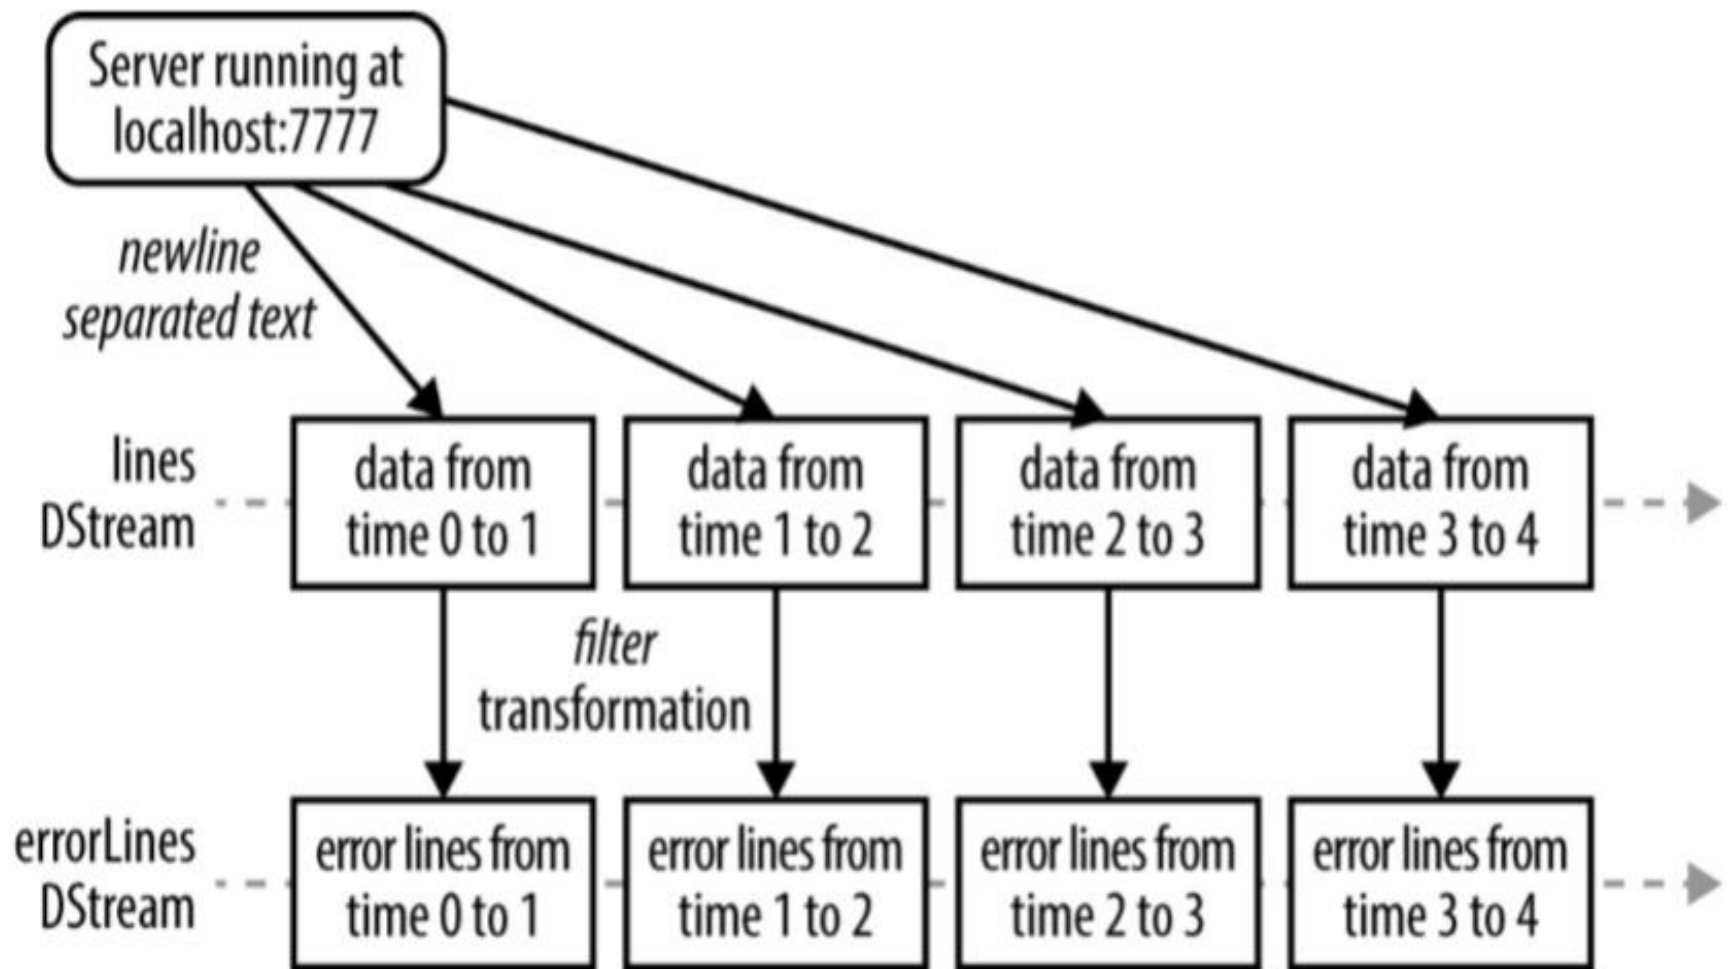 Server running at
localhost:7777
newline
separated text
lines
DStream
data from
time 0 to 1
data from
time 1 to 2
data from
time 2 to 3
data from
time 3 to 4
filter
transformation
errorLines
DStream
error lines from
time 0 to 1
error lines from
time 1 to 2
error lines from
time 2 to 3
error lines from
time 3 to 4